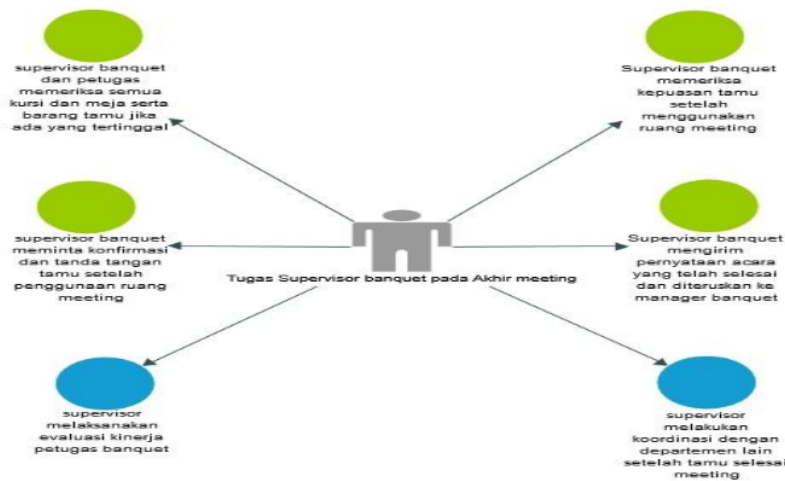 supervisor banquet
dan petugas
memeriksa semua
kursi dan meja serta
barang tamu jika
ada yang tertinggal
Supervisor banquet
memeriksa
kepuasan tamu
setelah
menggunakan
ruang meeting
supervisor banquet
meminta konfirmasi
dan tanda tangan
tamu setelah
penggunaan ruang
meeting
Supervisor banquet
mengirim
pernyataan acara
yang telah selesai
dan diteruskan ke
manager banquet
Tugas Supervisor banquet pada Akhir meeting
supervisor
melaksanakan
evaluasi kinerja
petugas banquet
supervisor
melakukan
koordinasi dengan
departemen lain
setelah tamu selesai
meeting